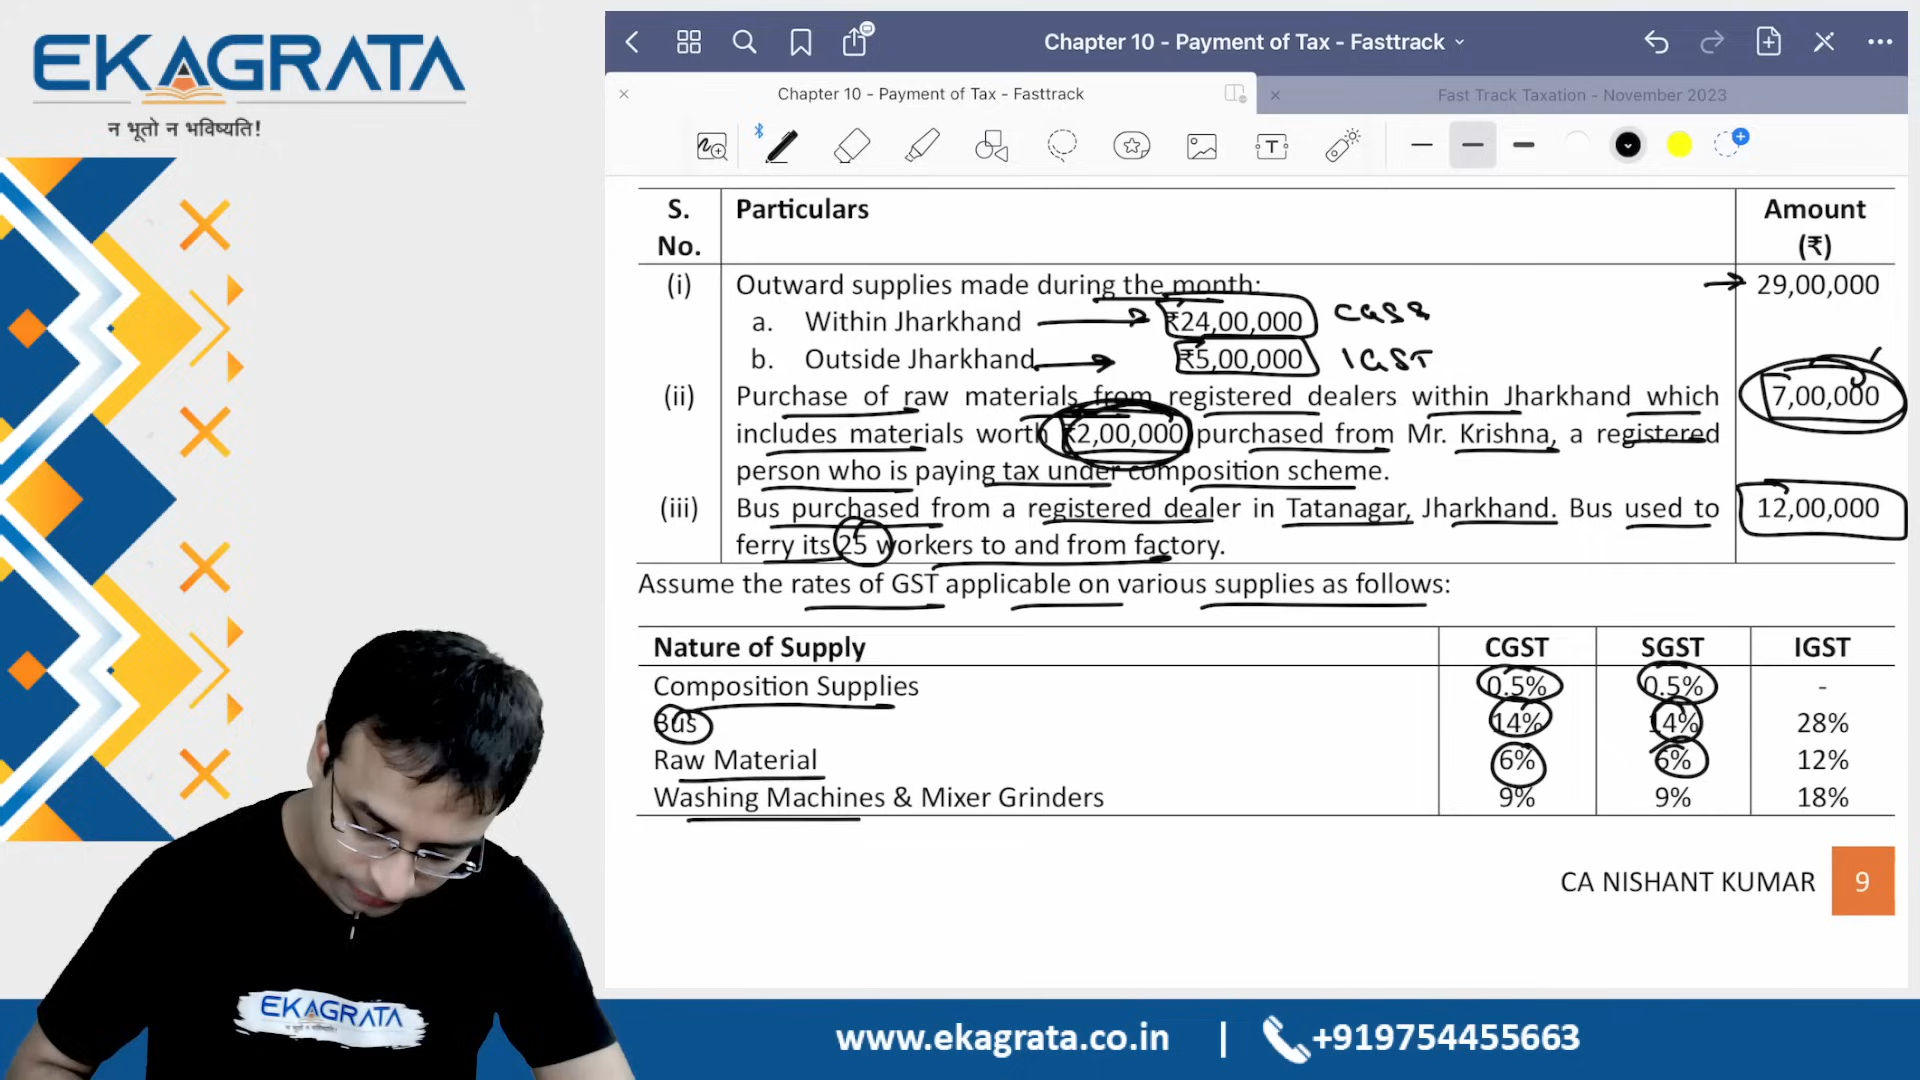 EKAGRATA
न भूतो न भविष्यति!
Chapter 10 - Payment of Tax - Fasttrack
Chapter 10 - Payment of Tax - Fasttrack
Fast Track Taxation - November 2023
S. No. Particulars Amount (₹)
(i) Outward supplies made during the month: 29,00,000
a. Within Jharkhand ₹24,00,000
b. Outside Jharkhand ₹5,00,000 IGST
(ii) Purchase of raw materials from registered dealers within Jharkhand which 7,00,000
includes materials worth ₹2,00,000 purchased from Mr. Krishna, a registered
person who is paying tax under composition scheme.
(iii) Bus purchased from a registered dealer in Tatanagar, Jharkhand. Bus used to 12,00,000
ferry its 25 workers to and from factory.
Assume the rates of GST applicable on various supplies as follows:
Nature of Supply CGST SGST IGST
Composition Supplies 0.5% 0.5% -
Bus 14% 14% 28%
Raw Material 6% 6% 12%
Washing Machines & Mixer Grinders 9% 9% 18%
CA NISHANT KUMAR 9
EKAGRATA
www.ekagrata.co.in | +919754455663